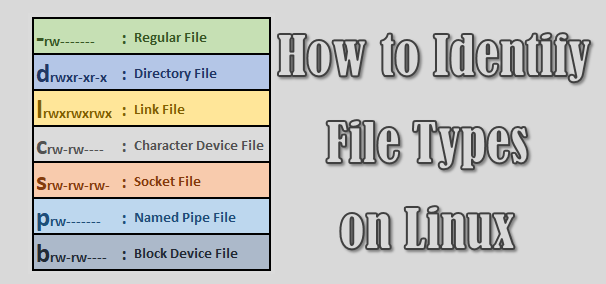 -rw------- : Regular File
drwxr-xr-x : Directory File
lrwxrwxrwx : Link File
crw-rw---- : Character Device File
srw-rw-rw- : Socket File
prw------- : Named Pipe File
brw-rw---- : Block Device File
How to Identify
File Types
on Linux